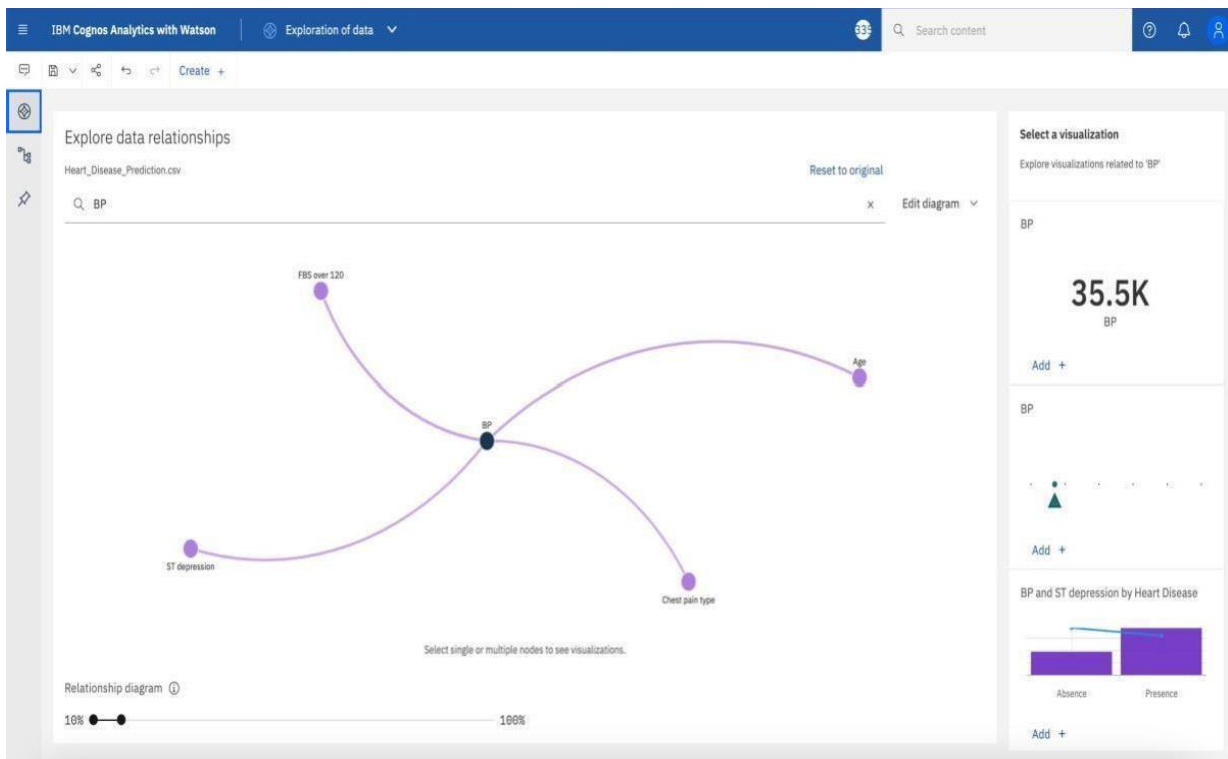 IBM Cognos Analytics with Watson
Exploration of data
Search content
Create +
Explore data relationships
Heart_Disease_Prediction.csv
Reset to original
BP
x
Edit diagram
FBS over 120
Age
BP
ST depression
Chest pain type
Select single or multiple nodes to see visualizations.
Relationship diagram
10%
100%
Select a visualization
Explore visualizations related to 'BP'
BP
35.5K
BP
Add +
BP
Add +
BP and ST depression by Heart Disease
Absence Presence
Add +